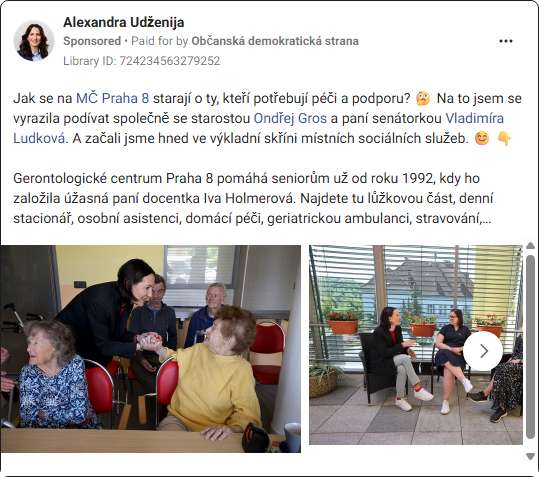 Alexandra Udženija
Sponsored • Paid for by Občanská demokratická strana
Library ID: 724234563279252
Jak se na MČ Praha 8 starají o ty, kteří potřebují péči a podporu? 🤔 Na to jsem se
vyrazila podívat společně se starostou Ondřej Gros a paní senátorkou Vladimíra
Ludková. A začali jsme hned ve výkladní skříni místních sociálních služeb. 😊 👇
Gerontologické centrum Praha 8 pomáhá seniorům už od roku 1992, kdy ho
založila úžasná paní docentka Iva Holmerová. Najdete tu lůžkovou část, denní
stacionář, osobní asistenci, domácí péči, geriatrickou ambulanci, stravování,...